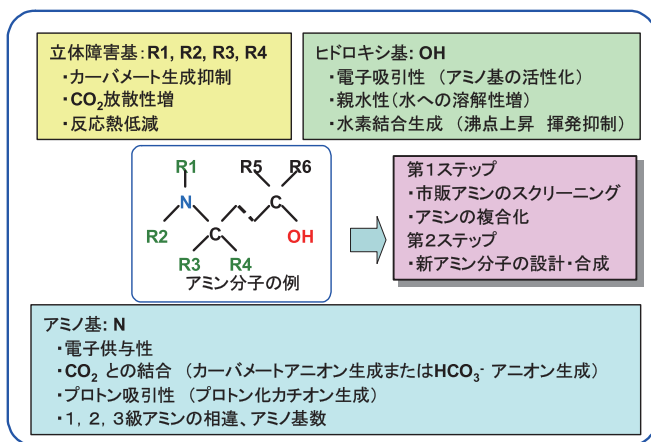 立体障害基：R1, R2, R3, R4
・カーバメート生成抑制
・CO₂放散性増
・反応熱低減
ヒドロキシ基：OH
・電子吸引性（アミノ基の活性化）
・親水性（水への溶解性増）
・水素結合生成（沸点上昇　揮発抑制）
R1
R5 R6
N
C
R2
C
OH
R3 R4
アミン分子の例
第1ステップ
・市販アミンのスクリーニング
・アミンの複合化
第2ステップ
・新アミン分子の設計・合成
アミノ基：N
・電子供与性
・CO₂ との結合（カーバメートアニオン生成またはHCO₃⁻ アニオン生成）
・プロトン吸引性（プロトン化カチオン生成）
・1，2，3級アミンの相違、アミノ基数